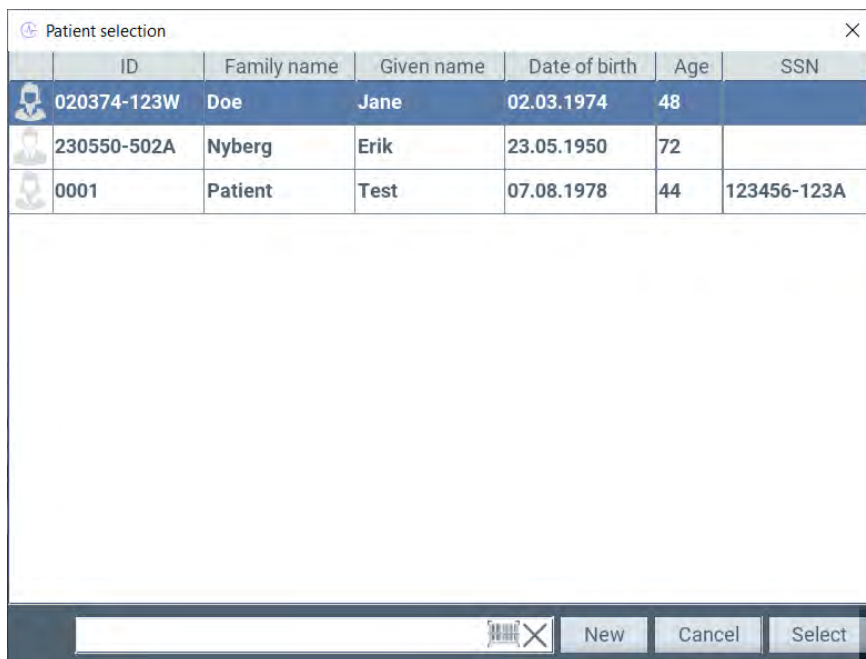 Patient selection
ID Family name Given name Date of birth Age SSN
020374-123W Doe Jane 02.03.1974 48
230550-502A Nyberg Erik 23.05.1950 72
0001 Patient Test 07.08.1978 44 123456-123A
New Cancel Select